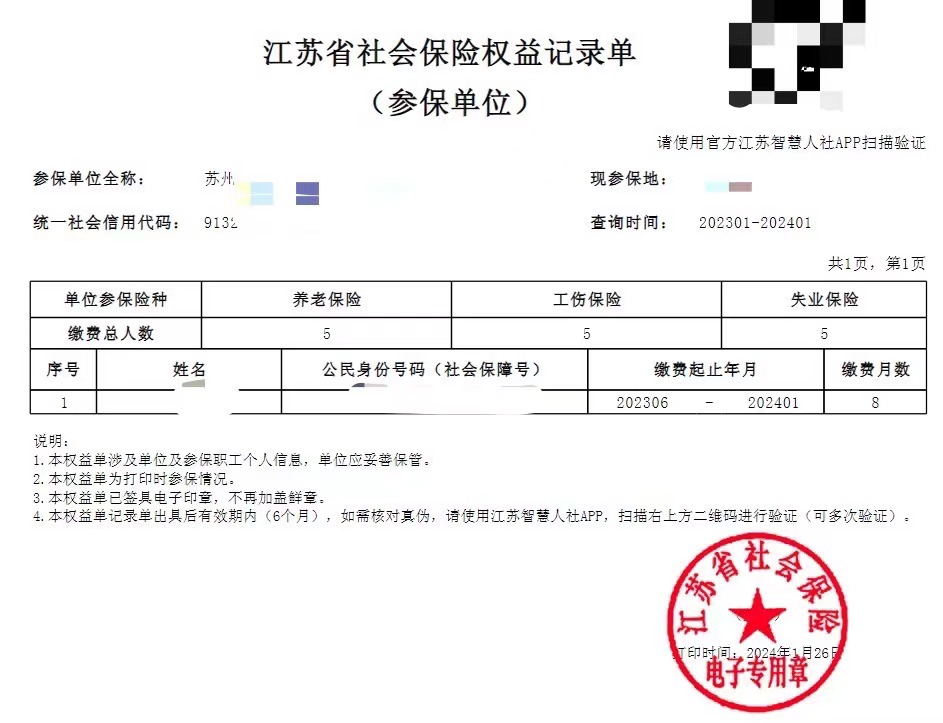 江苏省社会保险权益记录单
（参保单位）
请使用官方江苏智慧人社APP扫描验证
参保单位全称： 苏州 现参保地：
统一社会信用代码： 9132 查询时间： 202301-202401
共1页，第1页
单位参保险种 养老保险 工伤保险 失业保险
缴费总人数 5 5 5
序号 姓名 公民身份号码（社会保障号） 缴费起止年月 缴费月数
1 202306 - 202401 8
说明：
1.本权益单涉及单位及参保职工个人信息，单位应妥善保管。
2.本权益单为打印时参保情况。
3.本权益单已签具电子印章，不再加盖鲜章。
4.本权益单记录单出具后有效期内（6个月），如需核对真伪，请使用江苏智慧人社APP，扫描右上方二维码进行验证（可多次验证）。
江苏省社会保险
打印时间：2024年1月26日
电子专用章